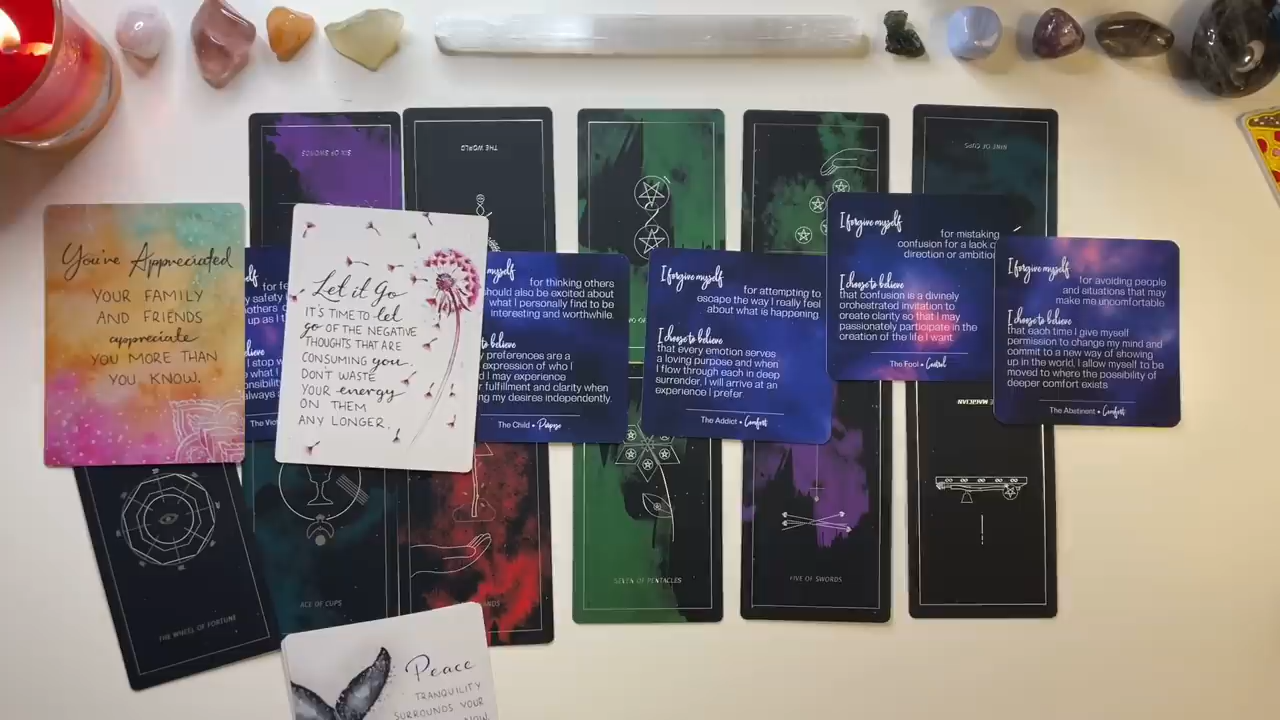 SIX OF SWORDS
THE WORLD
NINE OF CUPS
You're Appreciated
YOUR FAMILY
AND FRIENDS
appreciate
YOU MORE THAN
YOU KNOW.
Let it Go
IT'S TIME TO let
go OF THE NEGATIVE
THOUGHTS THAT ARE
CONSUMING you.
DON'T WASTE
YOUR energy
ON THEM
ANY LONGER.
myself
for thinking others
should also be excited about
what I personally find to be
interesting and worthwhile.
preferences are a
expression of who I
I may experience
fulfillment and clarity when
my desires independently.
The Child • Purpose
I forgive myself
for attempting to
escape the way I really feel
about what is happening.
I choose to believe
that every emotion serves
a loving purpose and when
I flow through each in deep
surrender, I will arrive at an
experience I prefer.
The Addict • Comfort
I forgive myself
for mistaking
confusion for a lack
direction or ambition
I choose to believe
that confusion is a divinely
orchestrated invitation to
create clarity so that I may
passionately participate in the
creation of the life I want.
The Fool • Control
I forgive myself
for avoiding people
and situations that may
make me uncomfortable.
I choose to believe
that each time I give myself
permission to change my mind and
commit to a new way of showing
up in the world, I allow myself to be
moved to where the possibility of
deeper comfort exists.
The Abstinent • Comfort
MAGICIAN
THE WHEEL OF FORTUNE
ACE OF CUPS
SEVEN OF PENTACLES
FIVE OF SWORDS
Peace
TRANQUILITY
SURROUNDS YOUR
NOW.